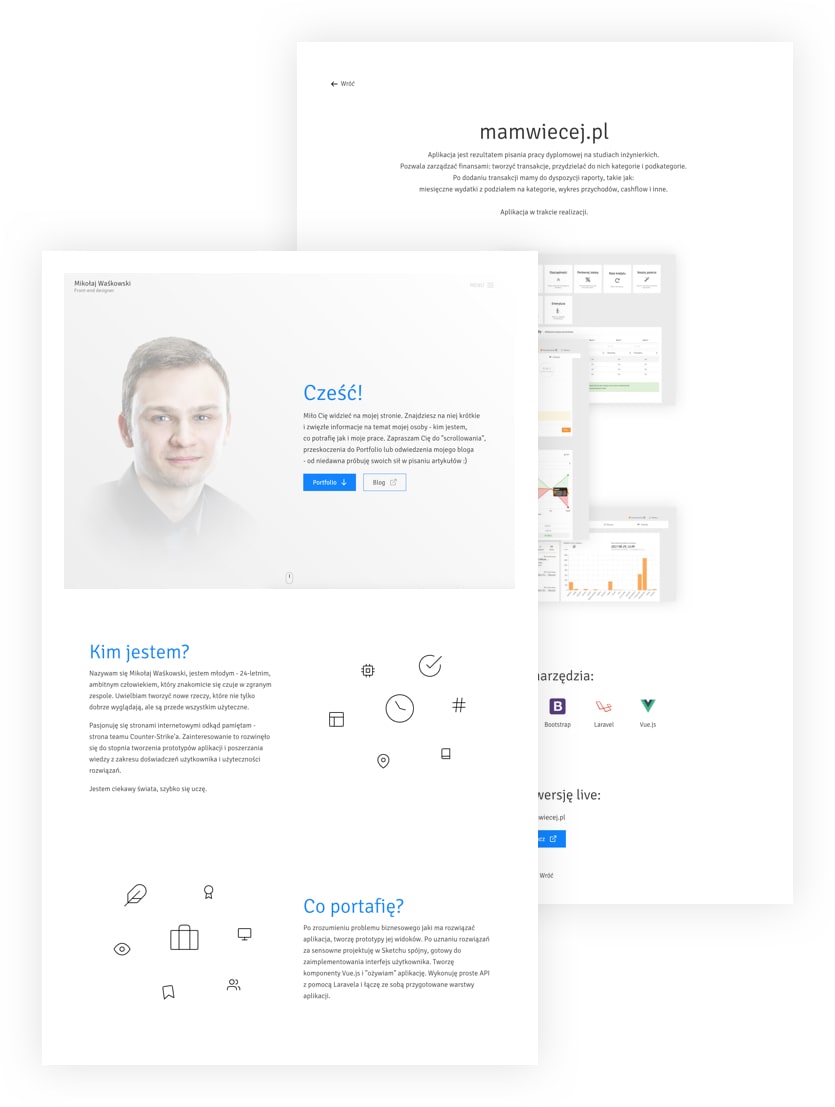 Wróć
mamwiecej.pl
Aplikacja jest rezultatem pisania pracy dyplomowej na studiach inżynierkich.
Pozwala zarządzać finansami: tworzyć transakcje, przydzielać do nich kategorie i podkategorie.
Po dodaniu transakcji mamy do dyspozycji raporty, takie jak:
miesięczne wydatki z podziałem na kategorie, wykres przychodów, cashflow i inne.
Aplikacja w trakcie realizacji.
Mikołaj Waśkowski
Front-end designer
MENU
Cześć!
Miło Cię widzieć na mojej stronie. Znajdziesz na niej krótkie
i zwięzłe informacje na temat mojej osoby - kim jestem,
co potrafię jak i moje prace. Zapraszam Cię do "scrollowania",
przeskoczenia do Portfolio lub odwiedzenia mojego bloga
- od niedawna próbuję swoich sił w pisaniu artykułów :)
Portfolio
Blog
Kim jestem?
Nazywam się Mikołaj Waśkowski, jestem młodym - 24-letnim,
ambitnym człowiekiem, który znakomicie się czuje w zgranym
zespole. Uwielbiam tworzyć nowe rzeczy, które nie tylko
dobrze wyglądają, ale są przede wszystkim użyteczne.
Pasjonuję się stronami internetowymi odkąd pamiętam -
strona teamu Counter-Strike'a. Zainteresowanie to rozwinęło
się do stopnia tworzenia prototypów aplikacji i poszerzania
wiedzy z zakresu doświadczeń użytkownika i użyteczności
rozwiązań.
Jestem ciekawy świata, szybko się uczę.
arzędzia:
B
Bootstrap
Laravel
Vue.js
wersję live:
wiecej.pl
Wróć
Co portafię?
Po zrozumieniu problemu biznesowego jaki ma rozwiązać
aplikacja, tworzę prototypy jej widoków. Po uznaniu rozwiązań
za sensowne projektuję w Sketchu spójny, gotowy do
zaimplementowania interfejs użytkownika. Tworzę
komponenty Vue.js i "ożywiam" aplikację. Wykonuję proste API
z pomocą Laravela i łączę ze sobą przygotowane warstwy
aplikacji.